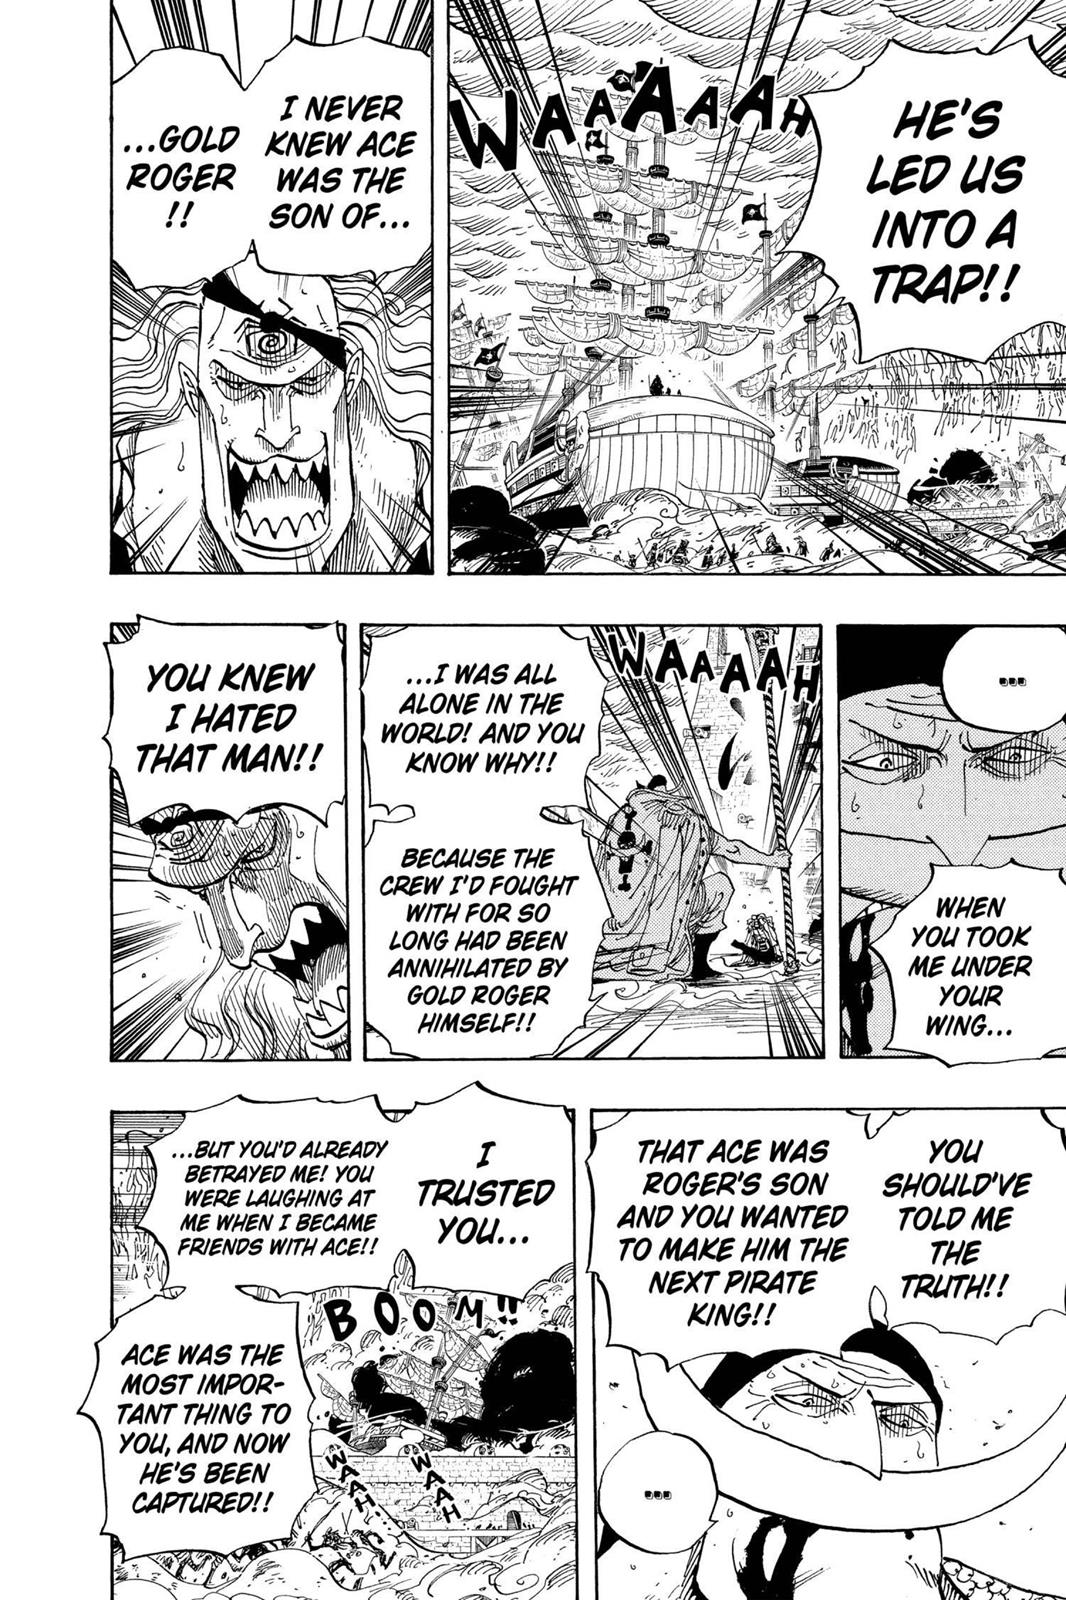 HE'S
LED US
INTO A
TRAP!!
WAAAAAAH
I NEVER
KNEW ACE
WAS THE
SON OF...
...GOLD
ROGER
!!
...
WHEN
YOU TOOK
ME UNDER
YOUR
WING...
WAAAAAH
...I WAS ALL
ALONE IN THE
WORLD! AND YOU
KNOW WHY!!
BECAUSE THE
CREW I'D FOUGHT
WITH FOR SO
LONG HAD BEEN
ANNIHILATED BY
GOLD ROGER
HIMSELF!!
YOU KNEW
I HATED
THAT MAN!!
YOU
SHOULD'VE
TOLD ME
THE
TRUTH!!
THAT ACE WAS
ROGER'S SON
AND YOU WANTED
TO MAKE HIM THE
NEXT PIRATE
KING!!
...
I
TRUSTED
YOU...
...BUT YOU'D ALREADY
BETRAYED ME! YOU
WERE LAUGHING AT
ME WHEN I BECAME
FRIENDS WITH ACE!!
BOOM!!
ACE WAS THE
MOST IMPOR-
TANT THING TO
YOU, AND NOW
HE'S BEEN
CAPTURED!!
WAAH!
WAAH